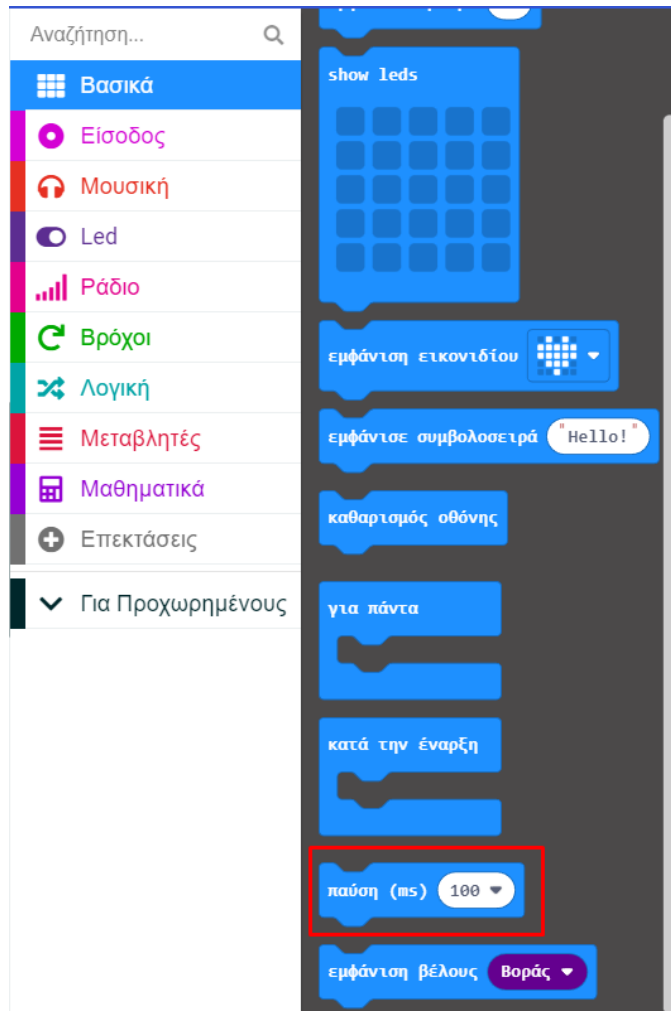 Αναζήτηση...
Βασικά
Είσοδος
Μουσική
Led
Ράδιο
Βρόχοι
Λογική
Μεταβλητές
Μαθηματικά
Επεκτάσεις
Για Προχωρημένους
show leds
εμφάνιση εικονιδίου
εμφάνισε συμβολοσειρά "Hello!"
καθαρισμός οθόνης
για πάντα
κατά την έναρξη
παύση (ms) 100
εμφάνιση βέλους Βοράς